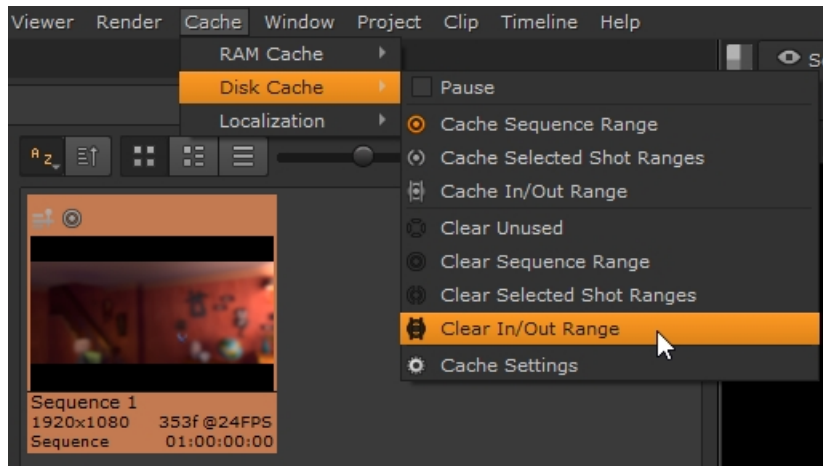 Viewer Render Cache Window Project Clip Timeline Help
RAM Cache
Disk Cache
Localization
Pause
Cache Sequence Range
Cache Selected Shot Ranges
Cache In/Out Range
Clear Unused
Clear Sequence Range
Clear Selected Shot Ranges
Clear In/Out Range
Cache Settings
A z
Sequence 1
1920x1080 353f@24FPS
Sequence 01:00:00:00